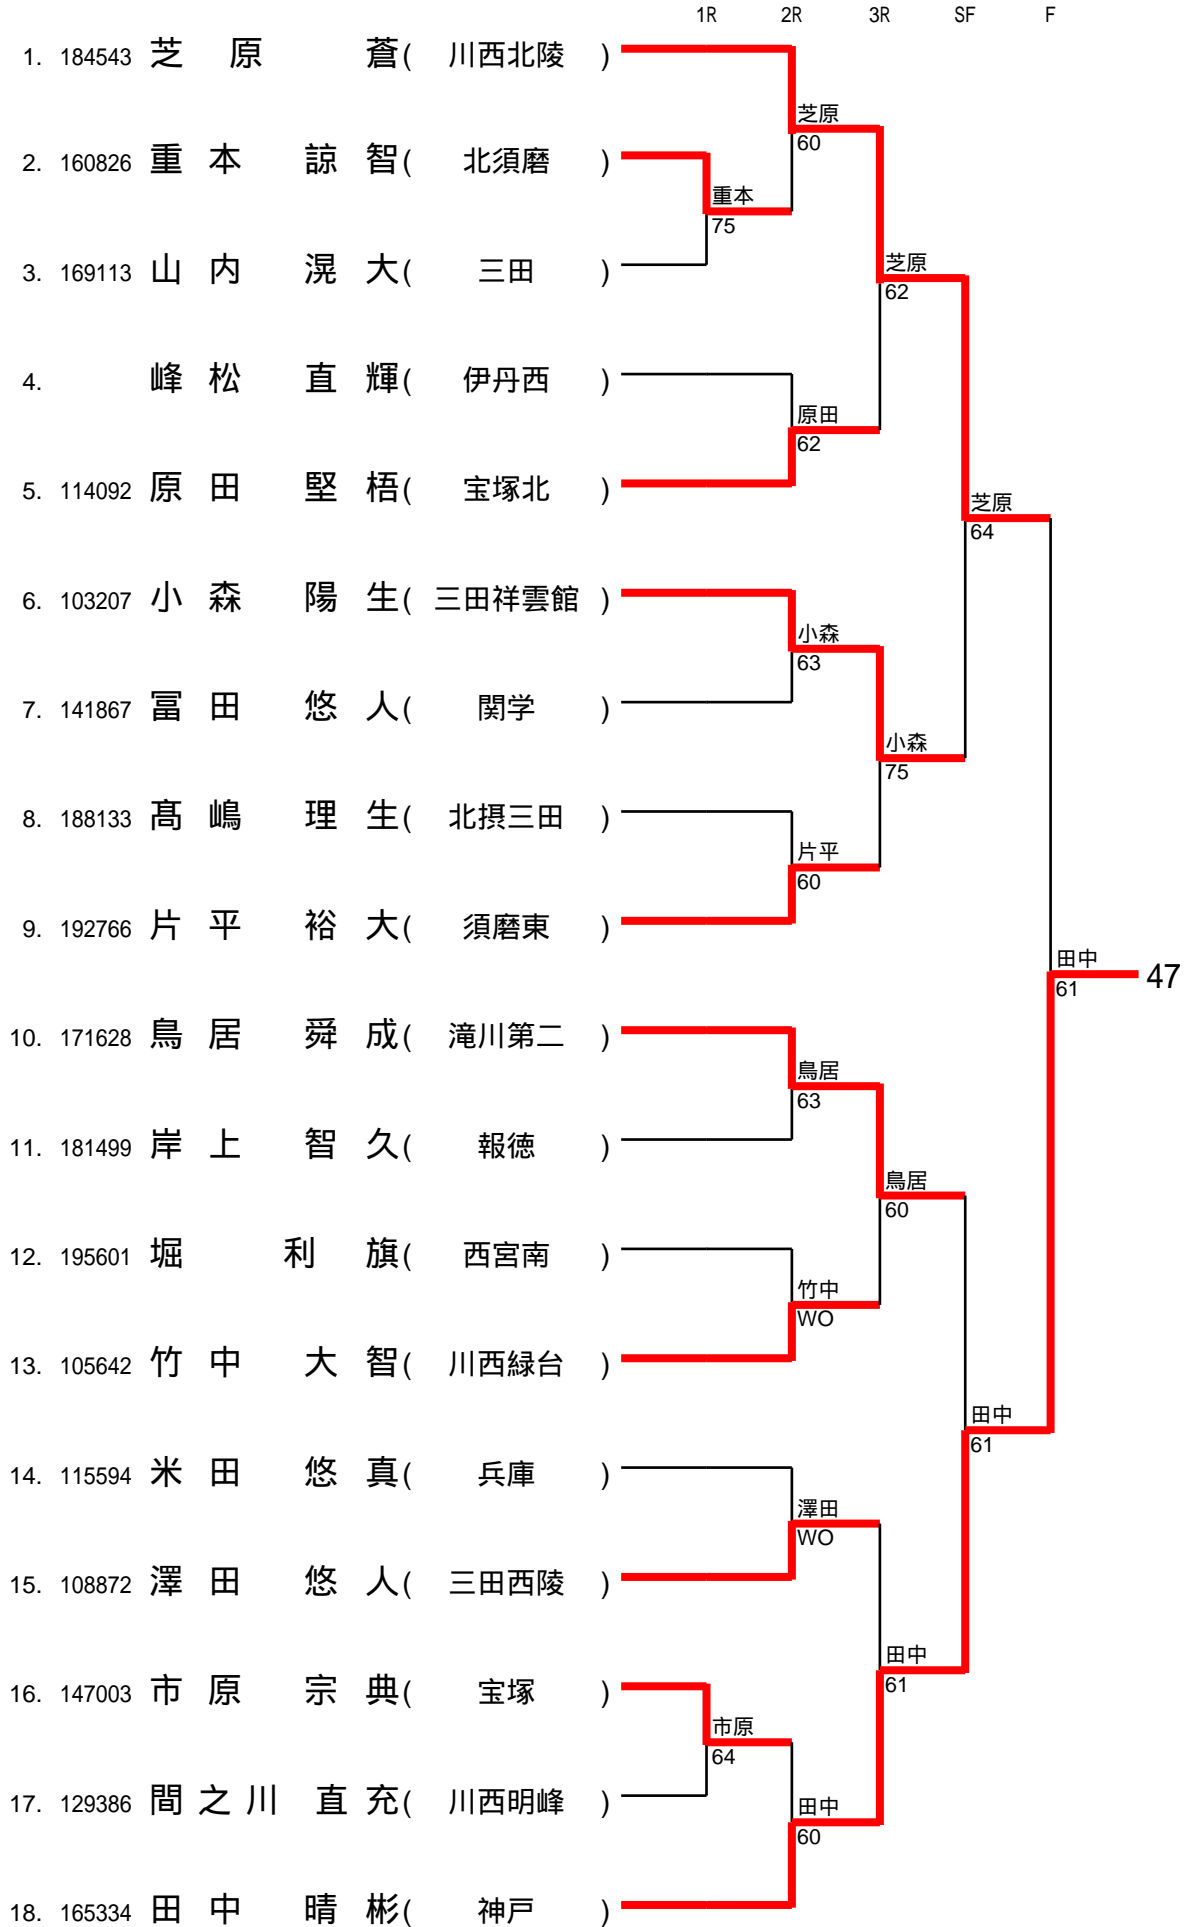 1R 2R 3R SF F
1. 184543 芝 原 蒼( 川西北陵 )
芝原
60
2. 160826 重 本 諒 智( 北須磨 )
重本
75
3. 169113 山 内 滉 大( 三田 )
芝原
62
4. 峰 松 直 輝( 伊丹西 )
原田
62
5. 114092 原 田 堅 梧( 宝塚北 )
芝原
64
6. 103207 小 森 陽 生( 三田祥雲館 )
小森
63
7. 141867 冨 田 悠 人( 関学 )
小森
75
8. 188133 髙 嶋 理 生( 北摂三田 )
片平
60
9. 192766 片 平 裕 大( 須磨東 )
田中
61
47
10. 171628 鳥 居 舜 成( 滝川第二 )
鳥居
63
11. 181499 岸 上 智 久( 報徳 )
鳥居
60
12. 195601 堀 利 旗( 西宮南 )
竹中
WO
13. 105642 竹 中 大 智( 川西緑台 )
田中
61
14. 115594 米 田 悠 真( 兵庫 )
澤田
WO
15. 108872 澤 田 悠 人( 三田西陵 )
田中
61
16. 147003 市 原 宗 典( 宝塚 )
市原
64
17. 129386 間 之 川 直 充( 川西明峰 )
田中
60
18. 165334 田 中 晴 彬( 神戸 )